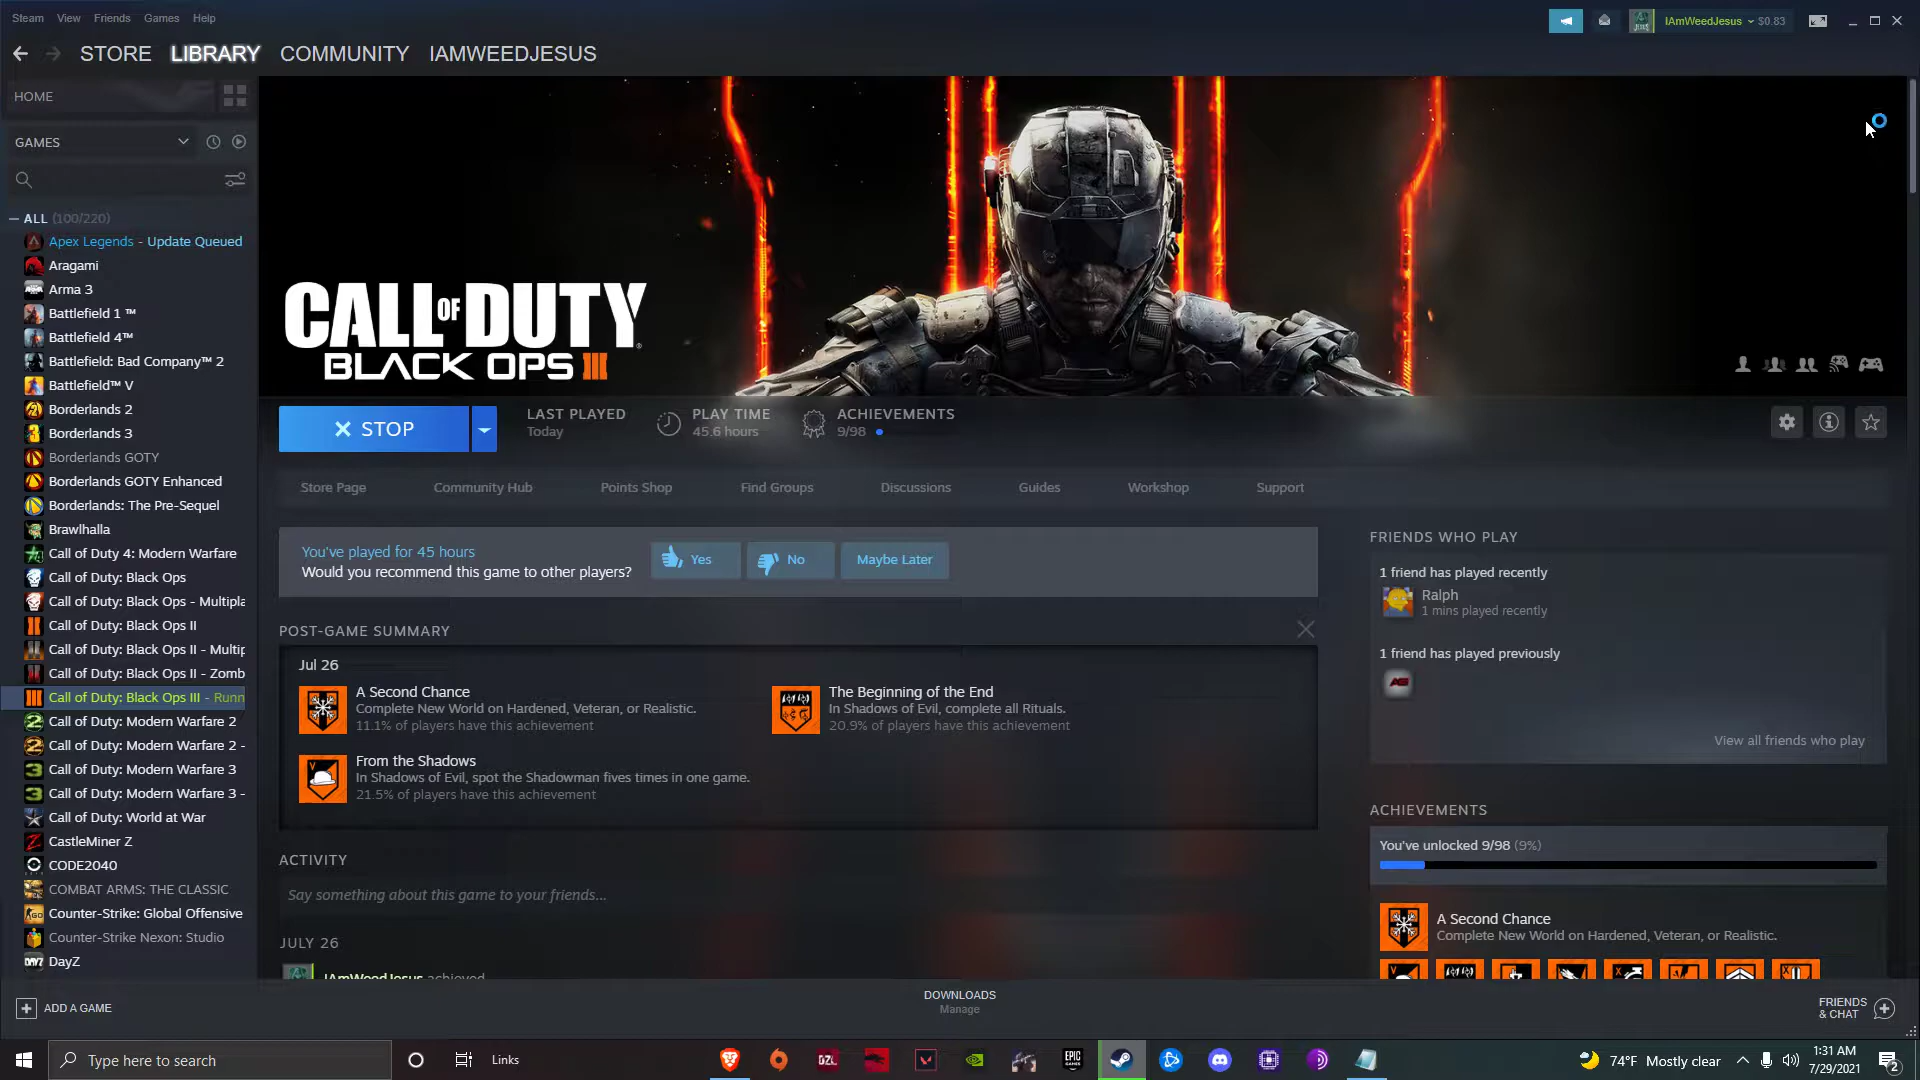 Steam View Friends Games Help
IAmWeedJesus $0.83
STORE LIBRARY COMMUNITY IAMWEEDJESUS
HOME
GAMES
ALL (100/220)
Apex Legends - Update Queued
Aragami
Arma 3
Battlefield 1 ™
Battlefield 4™
Battlefield: Bad Company™ 2
Battlefield™ V
Borderlands 2
Borderlands 3
Borderlands GOTY
Borderlands GOTY Enhanced
Borderlands: The Pre-Sequel
Brawlhalla
Call of Duty 4: Modern Warfare
Call of Duty: Black Ops
Call of Duty: Black Ops - Multipla
Call of Duty: Black Ops II
Call of Duty: Black Ops II - Multip
Call of Duty: Black Ops II - Zomb
Call of Duty: Black Ops III - Runn
Call of Duty: Modern Warfare 2
Call of Duty: Modern Warfare 2 -
Call of Duty: Modern Warfare 3
Call of Duty: Modern Warfare 3 -
Call of Duty: World at War
CastleMiner Z
CODE2040
COMBAT ARMS: THE CLASSIC
Counter-Strike: Global Offensive
Counter-Strike Nexon: Studio
DayZ
ADD A GAME
CALL OF DUTY
BLACK OPS III
STOP
LAST PLAYED
Today
PLAY TIME
45.6 hours
ACHIEVEMENTS
9/98
Store Page Community Hub Points Shop Find Groups Discussions Guides Workshop Support
You've played for 45 hours
Would you recommend this game to other players?
Yes No Maybe Later
POST-GAME SUMMARY
Jul 26
A Second Chance
Complete New World on Hardened, Veteran, or Realistic.
11.1% of players have this achievement
The Beginning of the End
In Shadows of Evil, complete all Rituals.
20.9% of players have this achievement
From the Shadows
In Shadows of Evil, spot the Shadowman fives times in one game.
21.5% of players have this achievement
ACTIVITY
Say something about this game to your friends...
JULY 26
IAmWeedJesus achieved
FRIENDS WHO PLAY
1 friend has played recently
Ralph
1 mins played recently
1 friend has played previously
View all friends who play
ACHIEVEMENTS
You've unlocked 9/98 (9%)
A Second Chance
Complete New World on Hardened, Veteran, or Realistic.
DOWNLOADS
Manage
FRIENDS
& CHAT
Type here to search
Links
DZL
EPIC
GAMES
74°F Mostly clear
1:31 AM
7/29/2021
2